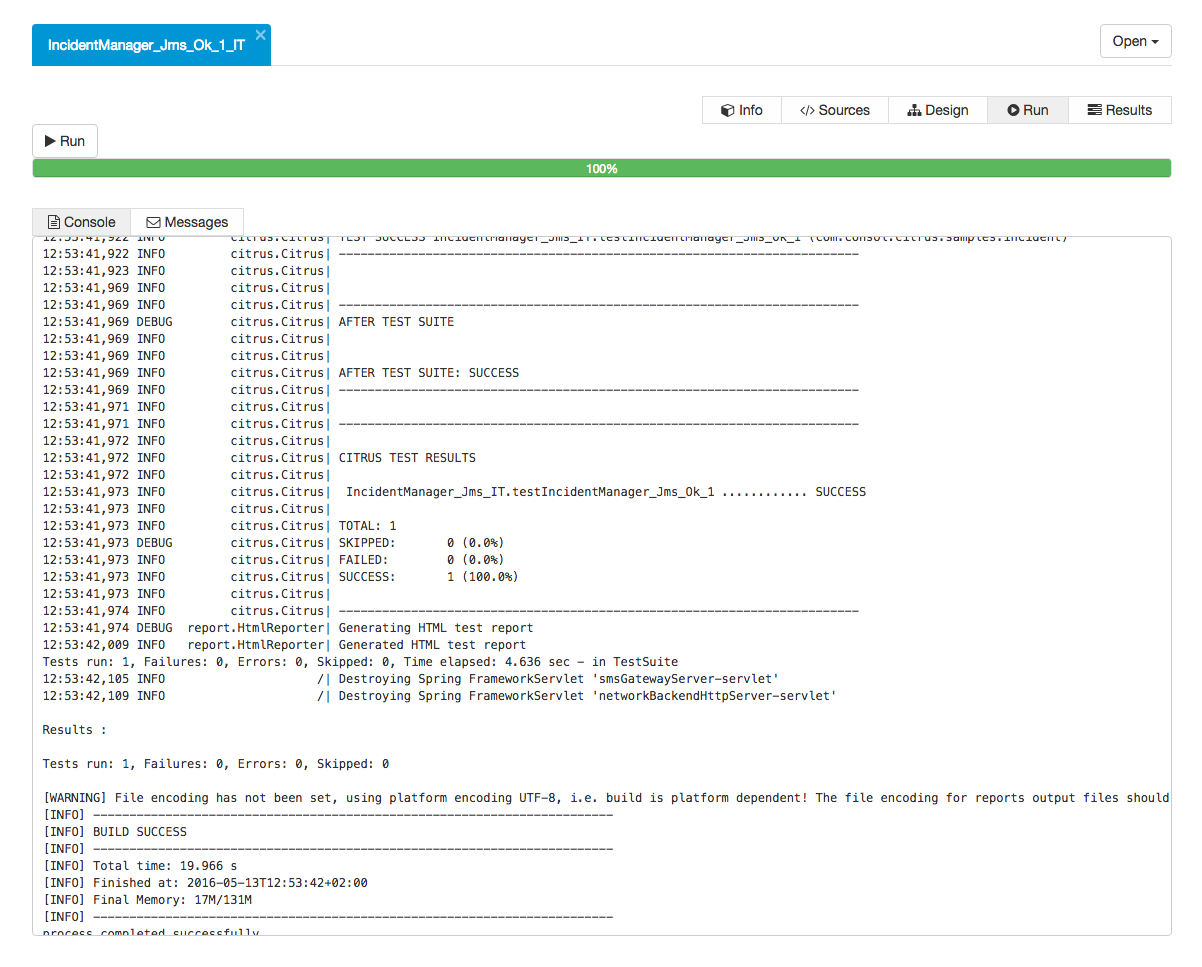 IncidentManager_Jms_Ok_1_IT ×
Open
Info </> Sources Design Run Results
Run
100%
Console Messages
12:53:41,922 INFO citrus.Citrus| TEST SUCCESS IncidentManager_Jms_IT.testIncidentManager_Jms_Ok_1 (com.consol.citrus.samples.incident)
12:53:41,922 INFO citrus.Citrus| ------------------------------------------------------------------------
12:53:41,923 INFO citrus.Citrus|
12:53:41,969 INFO citrus.Citrus|
12:53:41,969 INFO citrus.Citrus| ------------------------------------------------------------------------
12:53:41,969 DEBUG citrus.Citrus| AFTER TEST SUITE
12:53:41,969 INFO citrus.Citrus|
12:53:41,969 INFO citrus.Citrus|
12:53:41,969 INFO citrus.Citrus| AFTER TEST SUITE: SUCCESS
12:53:41,969 INFO citrus.Citrus| ------------------------------------------------------------------------
12:53:41,971 INFO citrus.Citrus|
12:53:41,971 INFO citrus.Citrus| ------------------------------------------------------------------------
12:53:41,972 INFO citrus.Citrus|
12:53:41,972 INFO citrus.Citrus| CITRUS TEST RESULTS
12:53:41,972 INFO citrus.Citrus|
12:53:41,973 INFO citrus.Citrus| IncidentManager_Jms_IT.testIncidentManager_Jms_Ok_1 ............ SUCCESS
12:53:41,973 INFO citrus.Citrus|
12:53:41,973 INFO citrus.Citrus| TOTAL: 1
12:53:41,973 DEBUG citrus.Citrus| SKIPPED: 0 (0.0%)
12:53:41,973 INFO citrus.Citrus| FAILED: 0 (0.0%)
12:53:41,973 INFO citrus.Citrus| SUCCESS: 1 (100.0%)
12:53:41,973 INFO citrus.Citrus|
12:53:41,974 INFO citrus.Citrus| ------------------------------------------------------------------------
12:53:41,974 DEBUG report.HtmlReporter| Generating HTML test report
12:53:42,009 INFO report.HtmlReporter| Generated HTML test report
Tests run: 1, Failures: 0, Errors: 0, Skipped: 0, Time elapsed: 4.636 sec - in TestSuite
12:53:42,105 INFO /| Destroying Spring FrameworkServlet 'smsGatewayServer-servlet'
12:53:42,109 INFO /| Destroying Spring FrameworkServlet 'networkBackendHttpServer-servlet'
Results :
Tests run: 1, Failures: 0, Errors: 0, Skipped: 0
[WARNING] File encoding has not been set, using platform encoding UTF-8, i.e. build is platform dependent! The file encoding for reports output files should
[INFO] ------------------------------------------------------------------------
[INFO] BUILD SUCCESS
[INFO] ------------------------------------------------------------------------
[INFO] Total time: 19.966 s
[INFO] Finished at: 2016-05-13T12:53:42+02:00
[INFO] Final Memory: 17M/131M
[INFO] ------------------------------------------------------------------------
process completed successfully